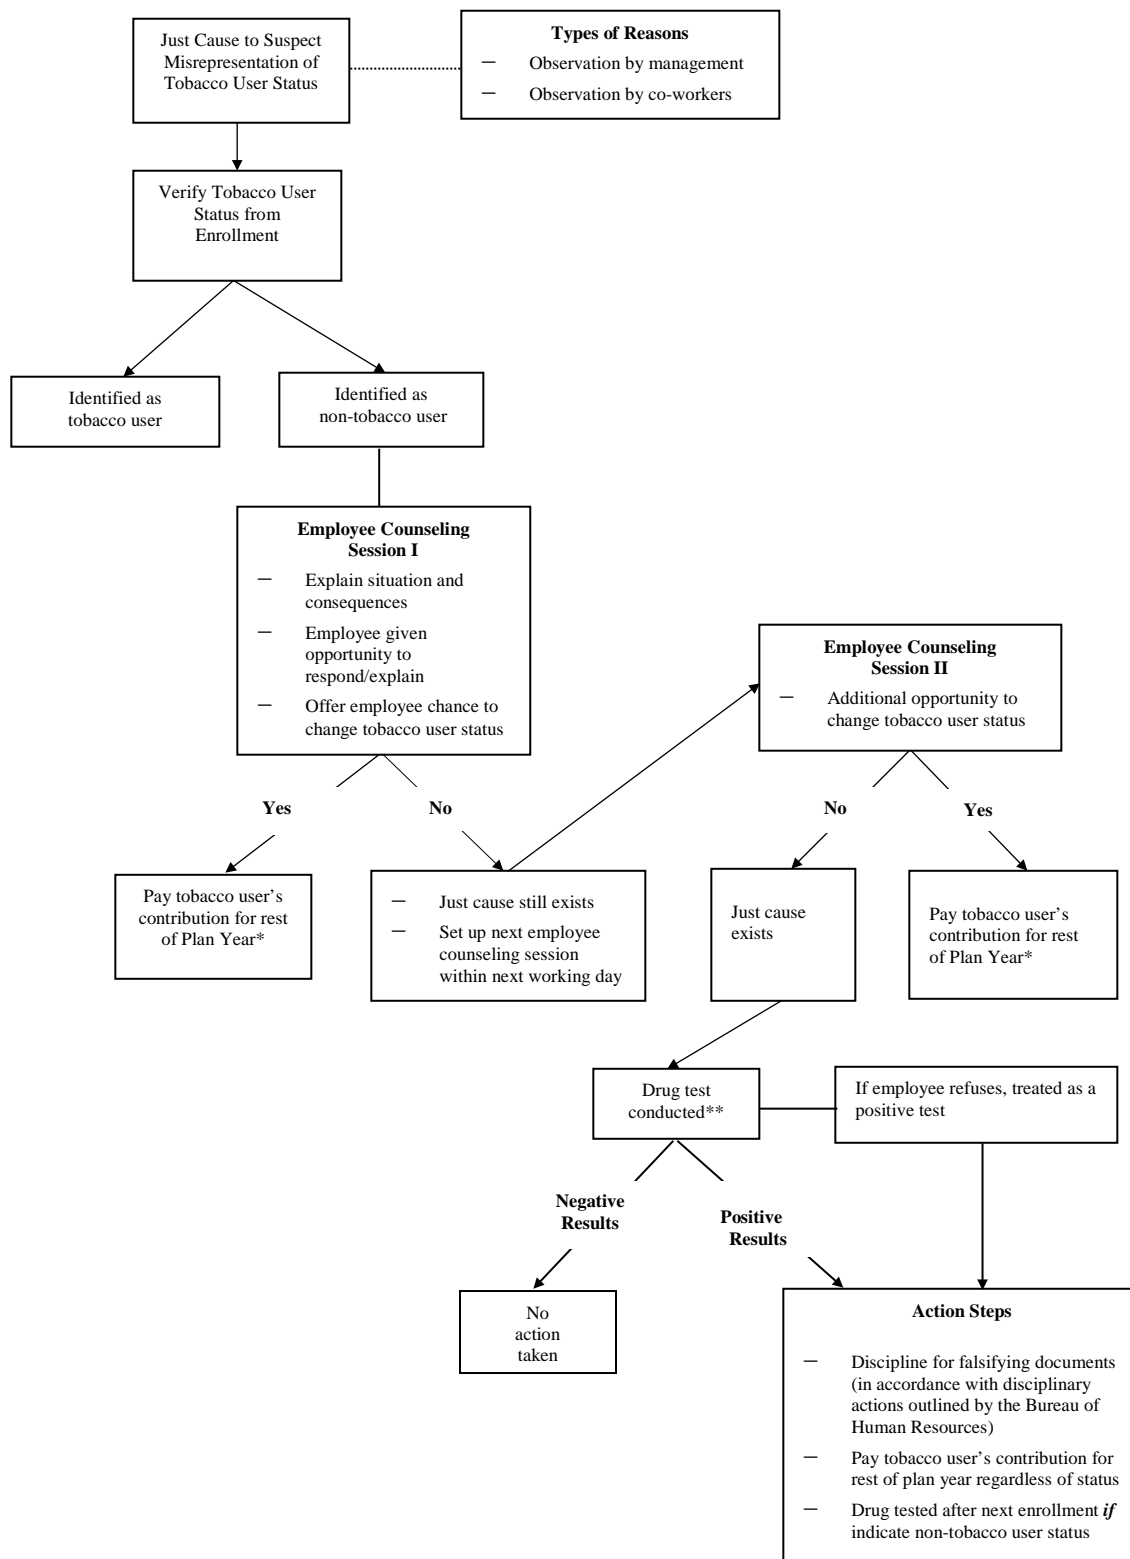 Just Cause to Suspect
Misrepresentation of
Tobacco User Status
Types of Reasons
— Observation by management
— Observation by co-workers
Verify Tobacco User
Status from
Enrollment
Identified as
tobacco user
Identified as
non-tobacco user
Employee Counseling
Session I
— Explain situation and
consequences
— Employee given
opportunity to
respond/explain
— Offer employee chance to
change tobacco user status
Employee Counseling
Session II
— Additional opportunity to
change tobacco user status
Yes
No
No
Yes
Pay tobacco user's
contribution for rest
of Plan Year*
— Just cause still exists
— Set up next employee
counseling session
within next working day
Just cause
exists
Pay tobacco user's
contribution for rest
of Plan Year*
Drug test
conducted**
If employee refuses, treated as a
positive test
Negative
Results
Positive
Results
No
action
taken
Action Steps
— Discipline for falsifying documents
(in accordance with disciplinary
actions outlined by the Bureau of
Human Resources)
— Pay tobacco user's contribution for
rest of plan year regardless of status
— Drug tested after next enrollment if
indicate non-tobacco user status